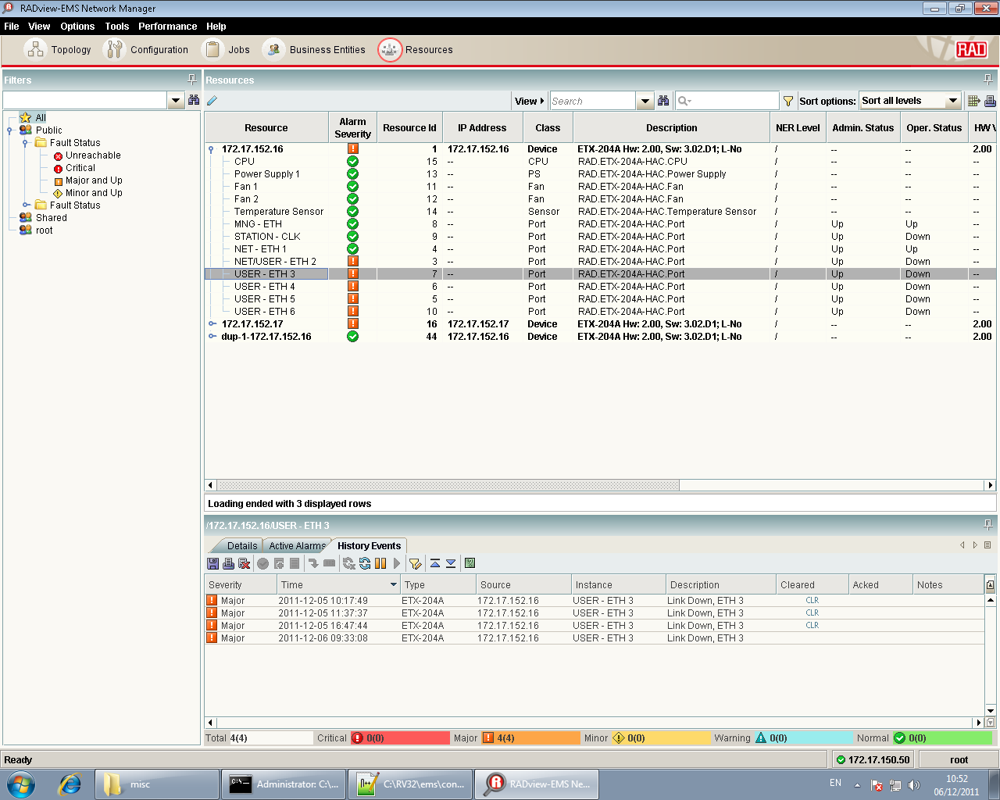 RADview-EMS Network Manager
File View Options Tools Performance Help
Topology Configuration Jobs Business Entities Resources RAD
Filters
All
Public
Fault Status
Unreachable
Critical
Major and Up
Minor and Up
Fault Status
Shared
root
Resources
View Search Sort options: Sort all levels
Resource Alarm Severity Resource Id IP Address Class Description NER Level Admin. Status Oper. Status HW V
172.17.152.16 1 172.17.152.16 Device ETX-204A Hw: 2.00, Sw: 3.02.D1; L-No / -- -- 2.00
CPU 15 -- CPU RAD.ETX-204A-HAC.CPU / -- -- --
Power Supply 1 13 -- PS RAD.ETX-204A-HAC.Power Supply / -- -- --
Fan 1 11 -- Fan RAD.ETX-204A-HAC.Fan / -- -- --
Fan 2 12 -- Fan RAD.ETX-204A-HAC.Fan / -- -- --
Temperature Sensor 14 -- Sensor RAD.ETX-204A-HAC.Temperature Sensor / -- -- --
MNG - ETH 8 -- Port RAD.ETX-204A-HAC.Port / Up Up --
STATION - CLK 9 -- Port RAD.ETX-204A-HAC.Port / Up Down --
NET - ETH 1 4 -- Port RAD.ETX-204A-HAC.Port / Up Up --
NET/USER - ETH 2 3 -- Port RAD.ETX-204A-HAC.Port / Up Down --
USER - ETH 3 7 -- Port RAD.ETX-204A-HAC.Port / Up Down --
USER - ETH 4 6 -- Port RAD.ETX-204A-HAC.Port / Up Down --
USER - ETH 5 5 -- Port RAD.ETX-204A-HAC.Port / Up Down --
USER - ETH 6 10 -- Port RAD.ETX-204A-HAC.Port / Up Down --
172.17.152.17 16 172.17.152.17 Device ETX-204A Hw: 2.00, Sw: 3.02.D1; L-No / -- -- 2.00
dup-1-172.17.152.16 44 172.17.152.16 Device ETX-204A Hw: 2.00, Sw: 3.02.D1; L-No / -- -- 2.00
Loading ended with 3 displayed rows
/172.17.152.16/USER - ETH 3
Details Active Alarms History Events
Severity Time Type Source Instance Description Cleared Acked Notes
Major 2011-12-05 10:17:49 ETX-204A 172.17.152.16 USER - ETH 3 Link Down, ETH 3 CLR
Major 2011-12-05 11:37:37 ETX-204A 172.17.152.16 USER - ETH 3 Link Down, ETH 3 CLR
Major 2011-12-05 16:47:44 ETX-204A 172.17.152.16 USER - ETH 3 Link Down, ETH 3 CLR
Major 2011-12-06 09:33:08 ETX-204A 172.17.152.16 USER - ETH 3 Link Down, ETH 3
Total 4(4) Critical 0(0) Major 4(4) Minor 0(0) Warning 0(0) Normal 0(0)
Ready 172.17.150.50 root
misc Administrator: C:\... C:\RV32\ems\con... RADview-EMS Ne... EN 10:52
06/12/2011